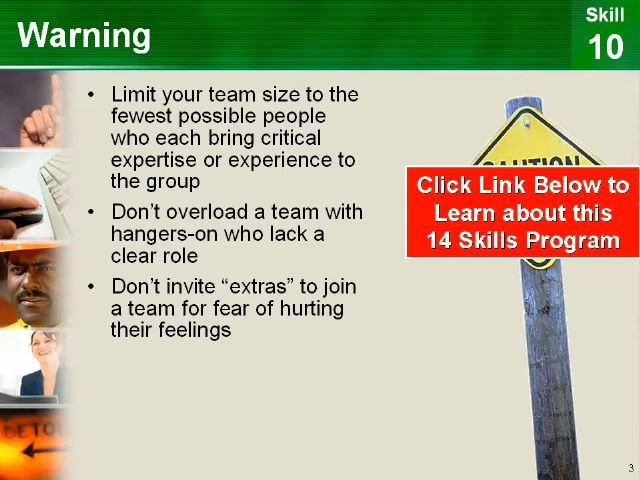 Warning
Skill
10
• Limit your team size to the
fewest possible people
who each bring critical
expertise or experience to
the group
• Don’t overload a team with
hangers-on who lack a
clear role
• Don’t invite “extras” to join
a team for fear of hurting
their feelings
CAUTION
Click Link Below to
Learn about this
14 Skills Program
DETOU
3